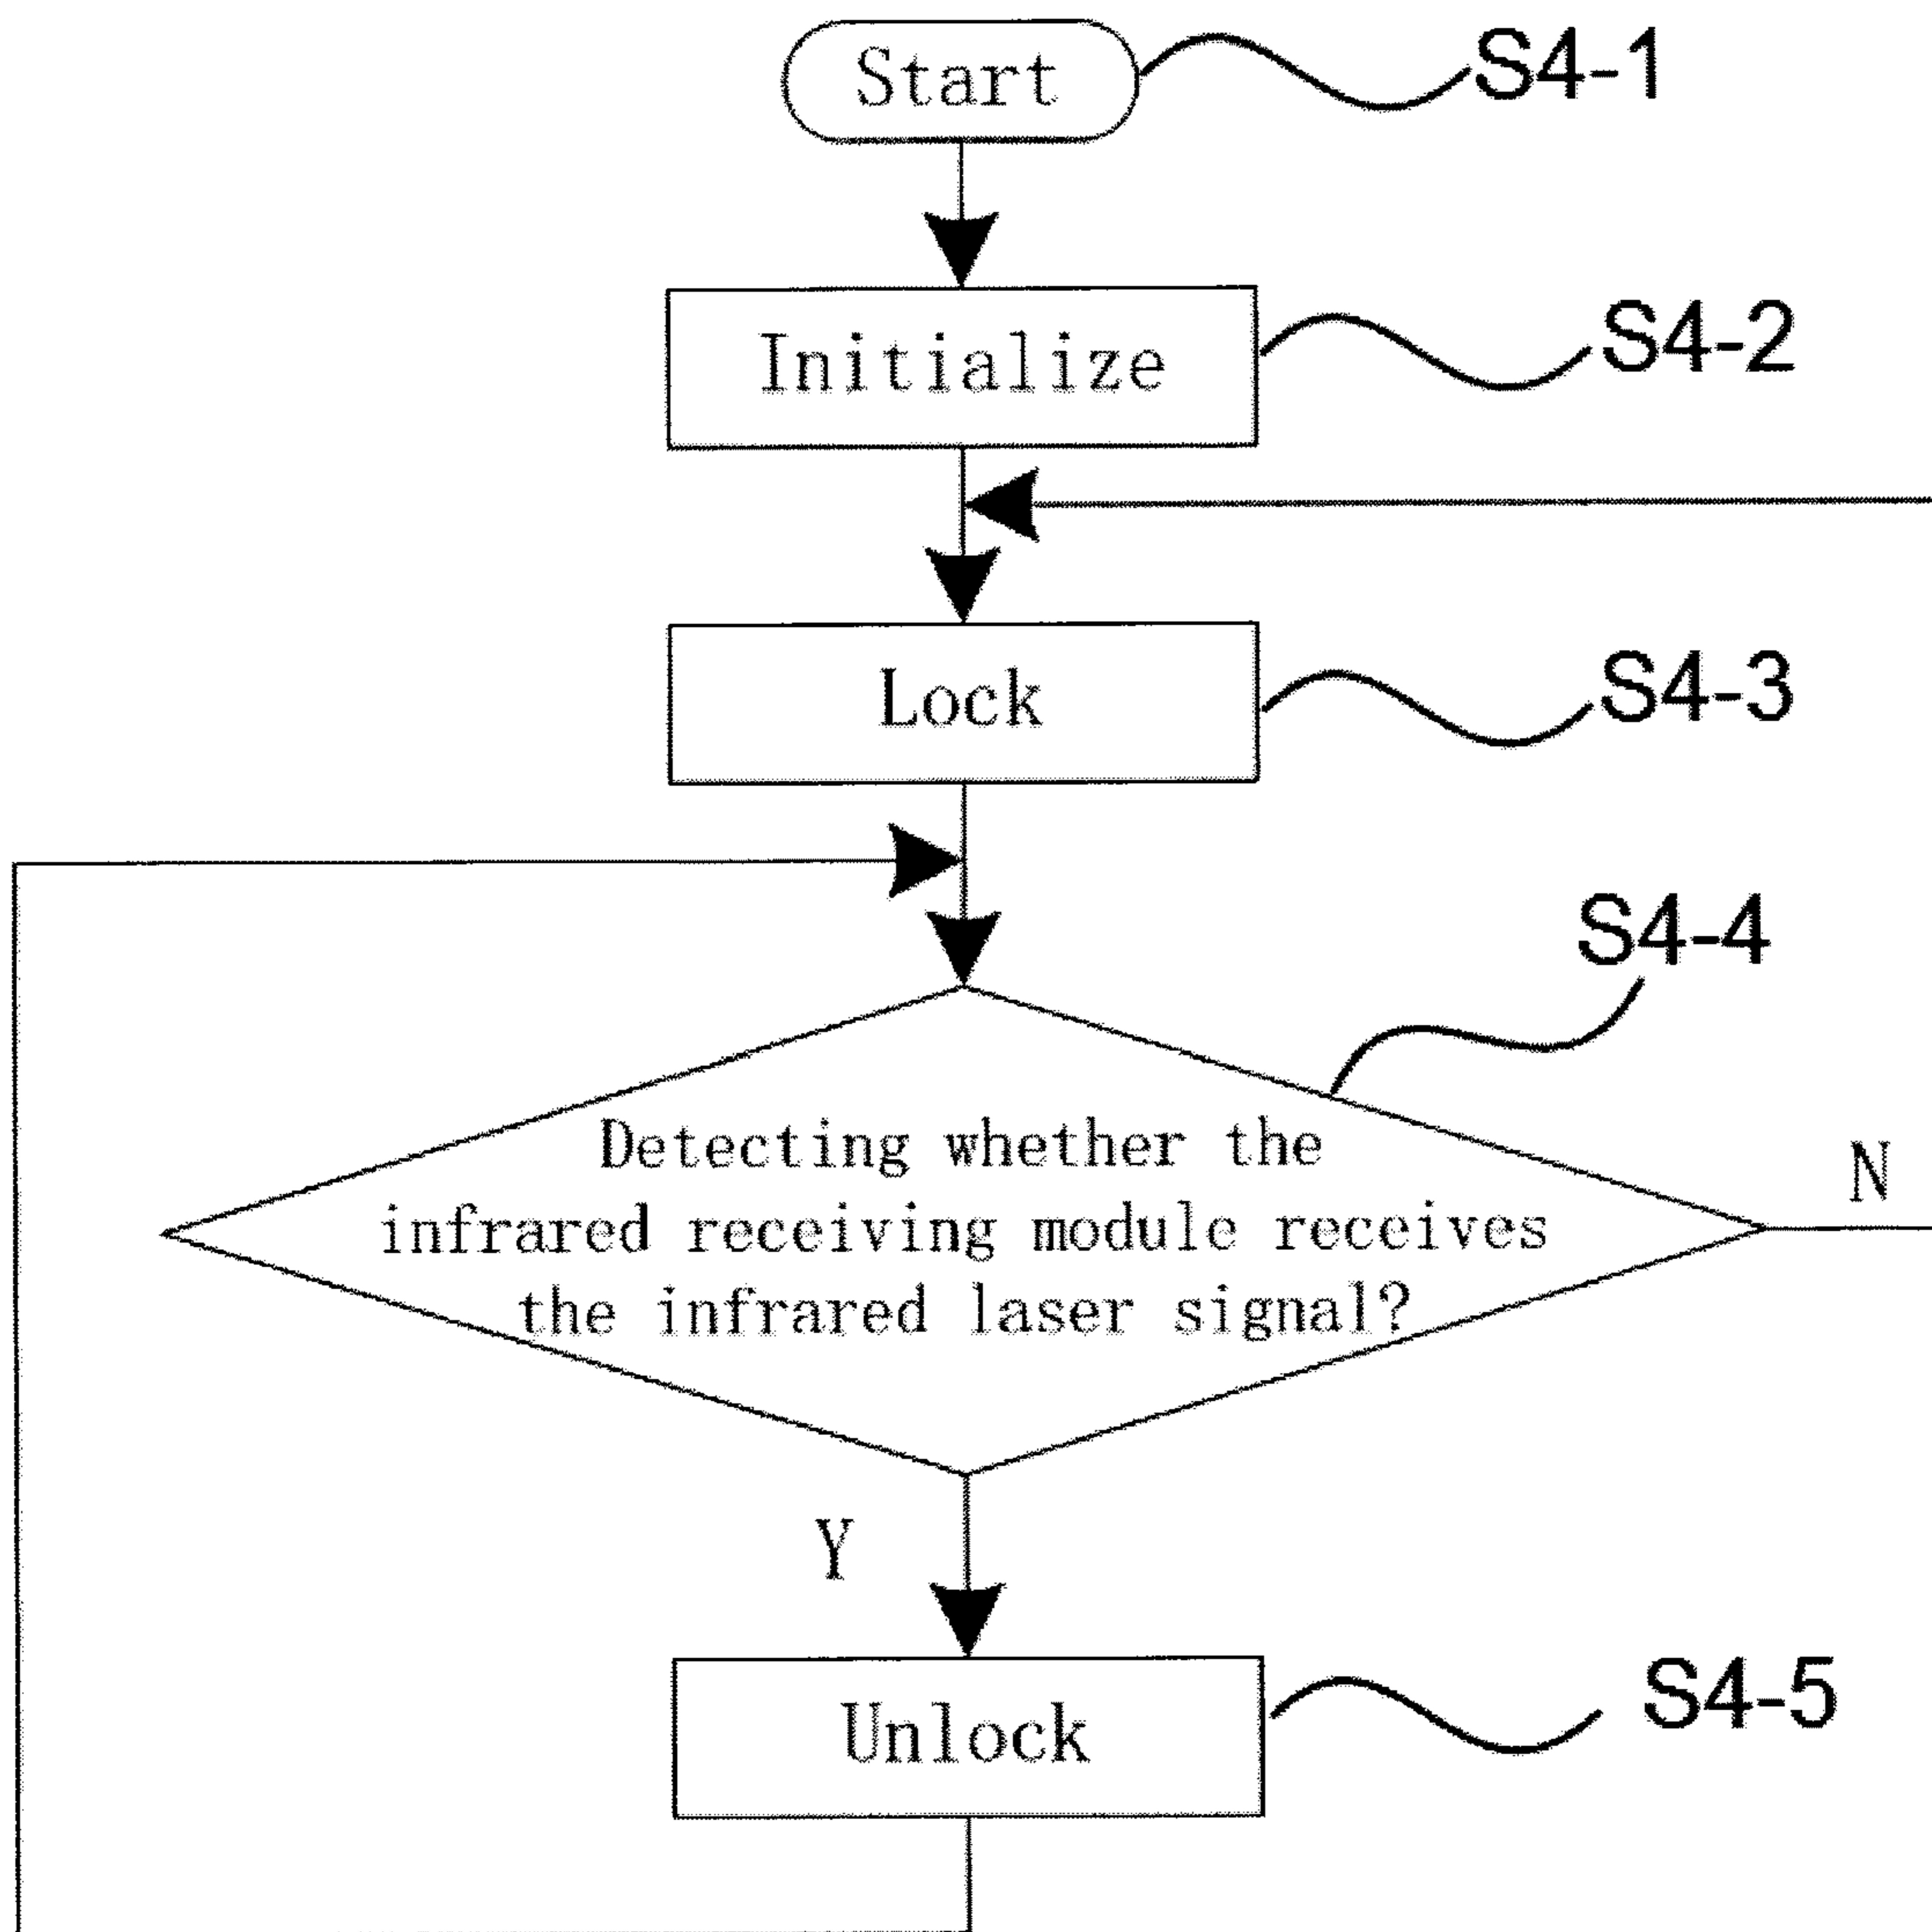 Start
S4-1
Initialize
S4-2
Lock
S4-3
S4-4
Detecting whether the
infrared receiving module receives
the infrared laser signal?
N
Y
Unlock
S4-5